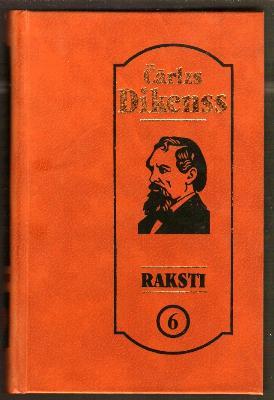 Čarlzs
Dikenss
RAKSTI
6